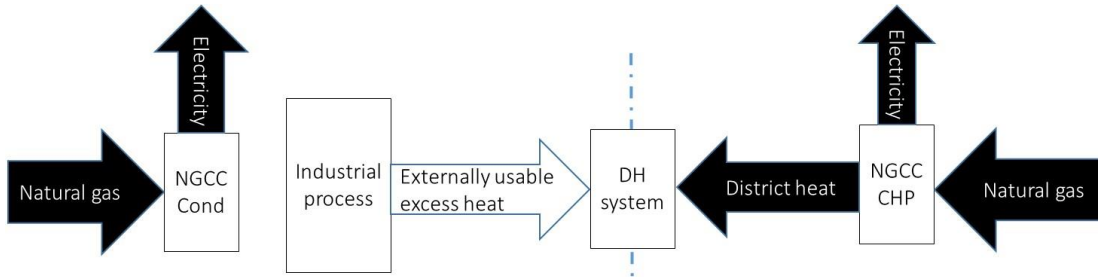 Electricity
Natural gas
NGCC
Cond
Industrial
process
Externally usable
excess heat
DH
system
District heat
Electricity
NGCC
CHP
Natural gas